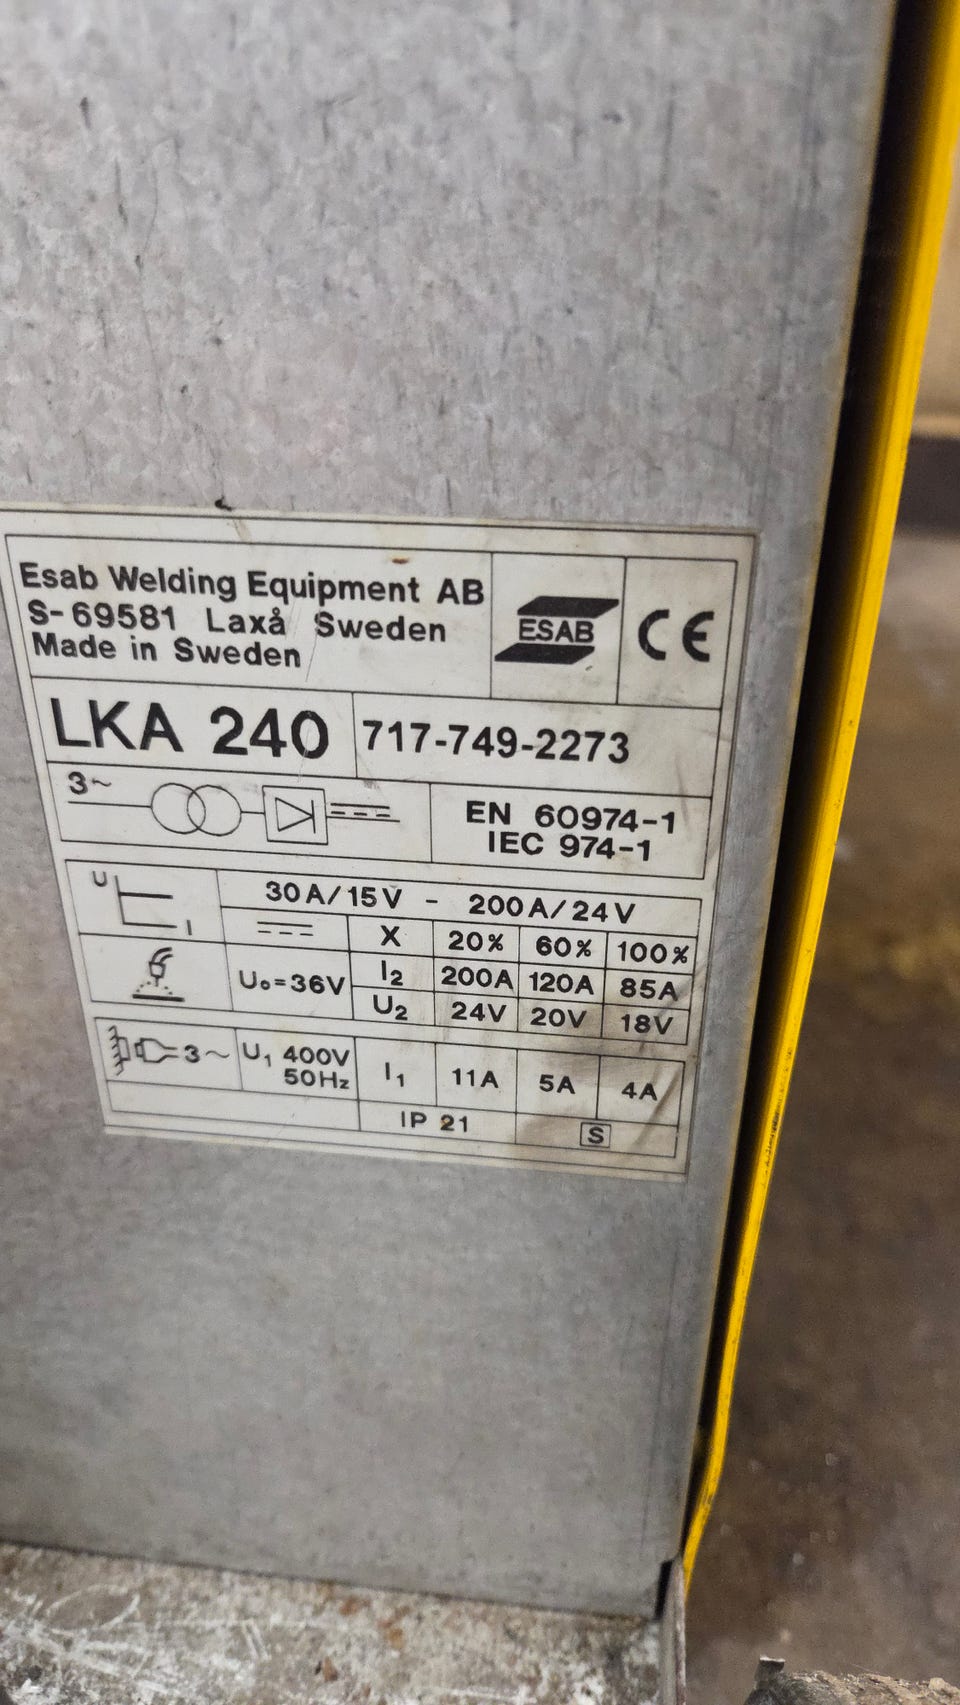 Esab Welding Equipment AB
S-69581 Laxå Sweden
Made in Sweden
ESAB
CE
LKA 240
717-749-2273
3~
EN 60974-1
IEC 974-1
U
I
30A/15V - 200A/24V
X 20% 60% 100%
U₀=36V
I₂ 200A 120A 85A
U₂ 24V 20V 18V
3~
U₁ 400V
50Hz
I₁ 11A 5A 4A
IP 21
S